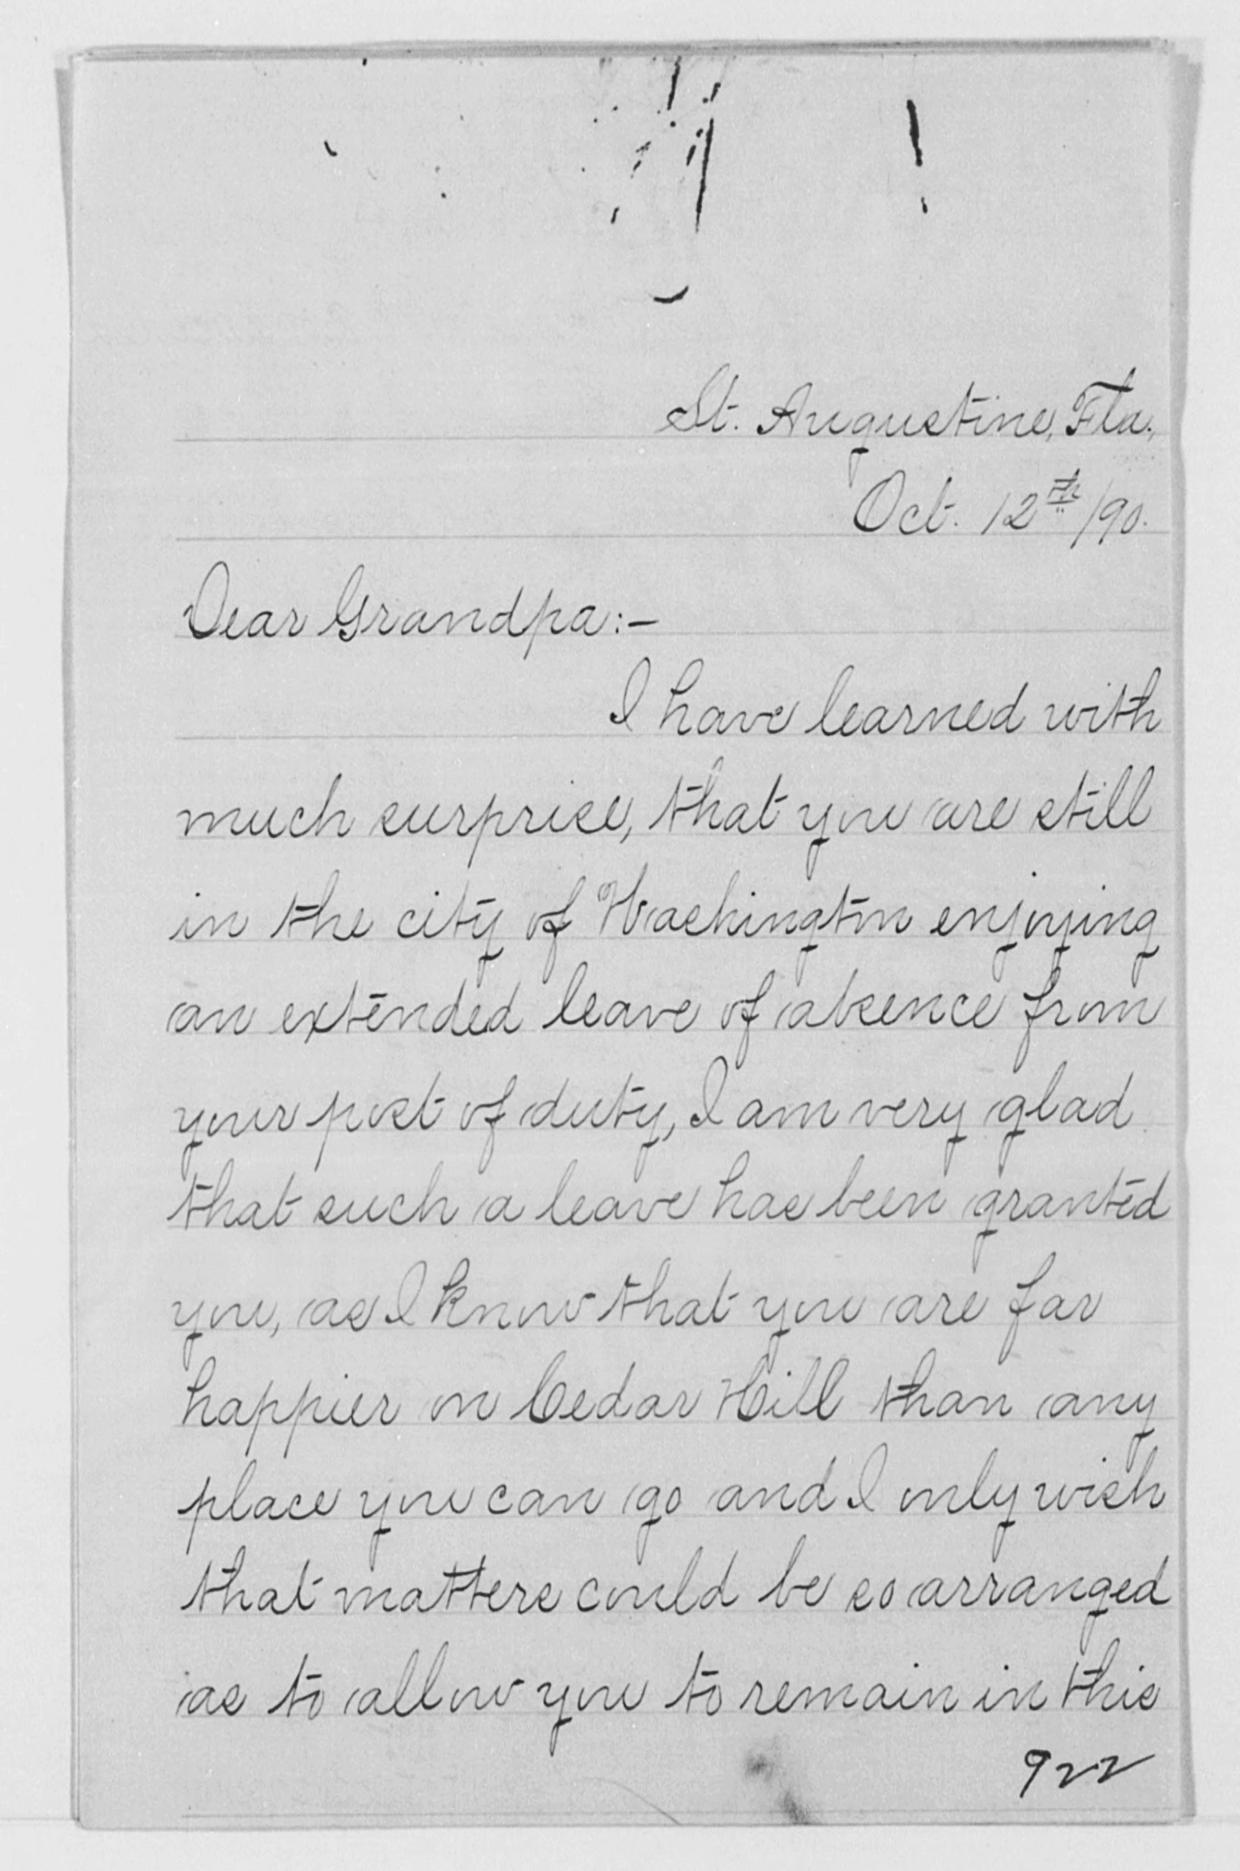 St. Augustine, Fla.
Oct. 12th/90.
Dear Grandpa:-
I have learned with
much surprise, that you are still
in the city of Washington enjoying
an extended leave of absence from
your post of duty, I am very glad
that such a leave has been granted
you, as I know that you are far
happier on Cedar Hill than any
place you can go and I only wish
that matters could be so arranged
as to allow you to remain in this
922